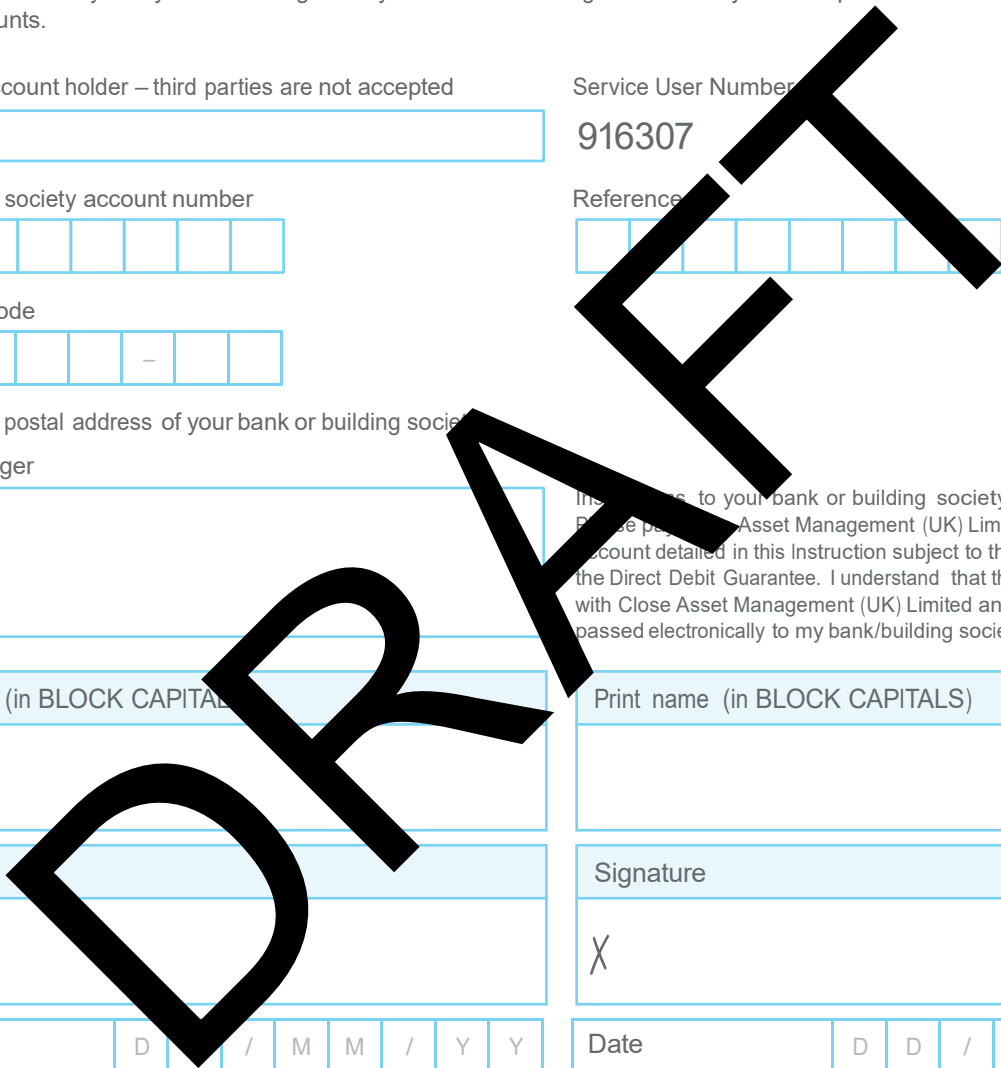 unts.
count holder – third parties are not accepted
Service User Number
916307
society account number
Reference
ode
–
postal address of your bank or building socie
ger
to your bank or building society
Asset Management (UK) Lim
account detailed in this Instruction subject to th
the Direct Debit Guarantee. I understand that th
with Close Asset Management (UK) Limited an
passed electronically to my bank/building socie
(in BLOCK CAPITAL
Print name (in BLOCK CAPITALS)
Signature
X
D / M M / Y Y
Date D D /
DRAFT